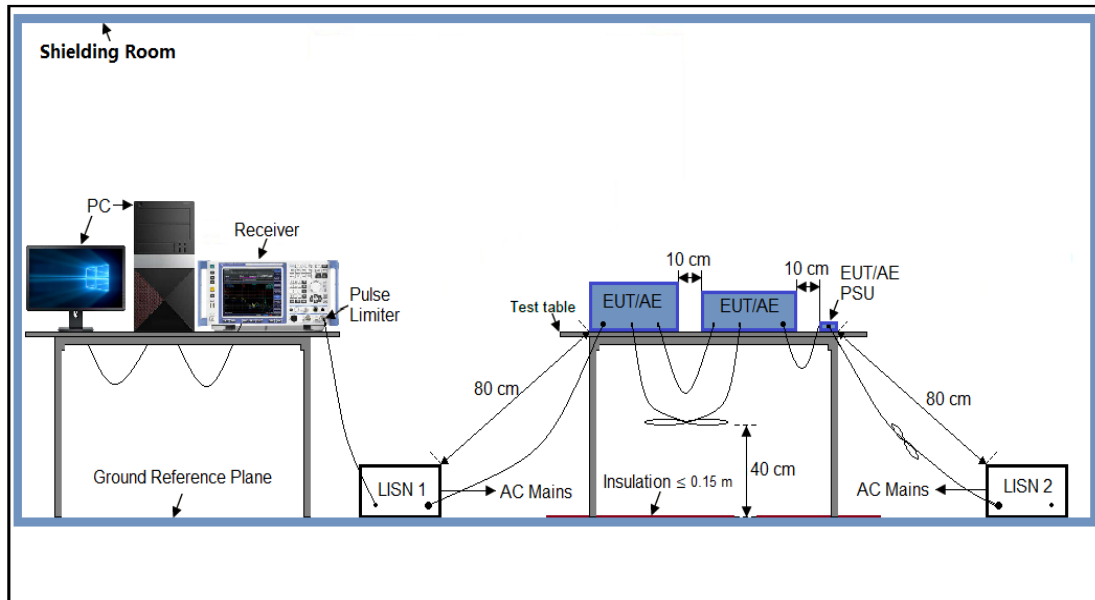 Shielding Room
PC
Receiver
Pulse
Limiter
10 cm
10 cm
EUT/AE
PSU
EUT/AE
EUT/AE
Test table
80 cm
80 cm
40 cm
Ground Reference Plane
LISN 1
AC Mains
Insulation ≤ 0.15 m
AC Mains
LISN 2